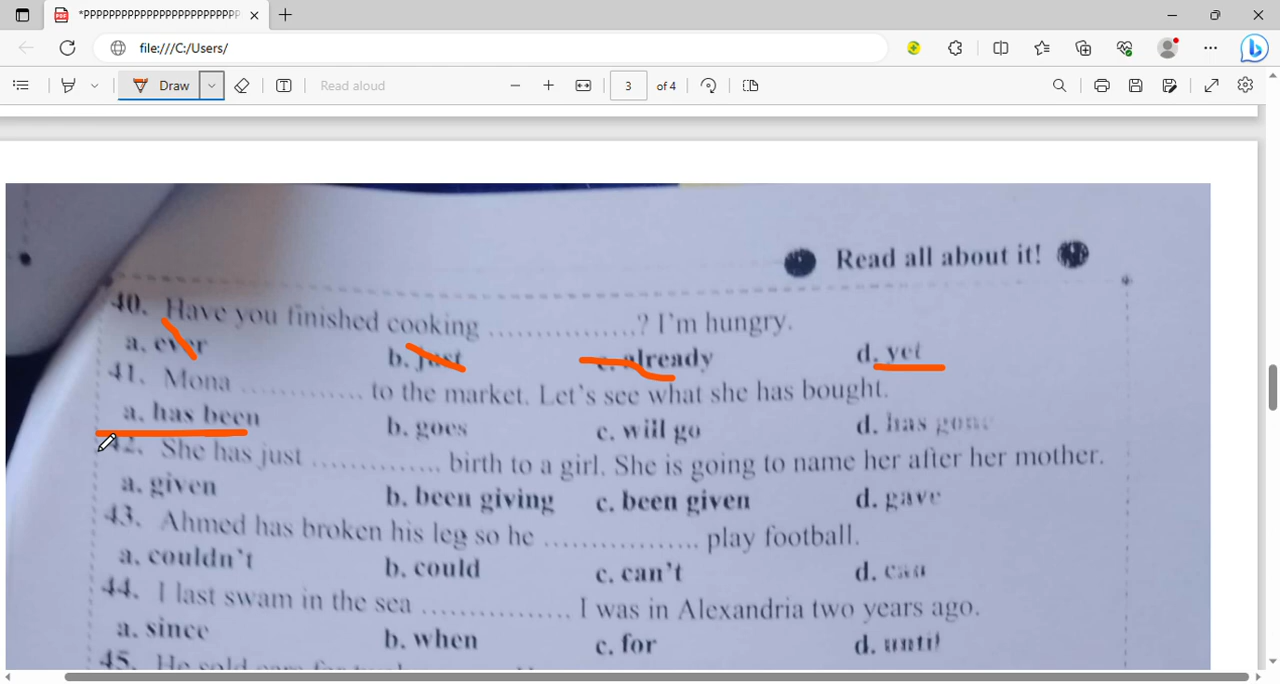 *PPPPPPPPPPPPPPPPPPPPPPPPP
file:///C:/Users/
Draw
Read aloud
3 of 4
Read all about it!
40. Have you finished cooking ................? I'm hungry.
a. ever b. just c. already d. yet
41. Mona ............. to the market. Let's see what she has bought.
a. has been b. goes c. will go d. has gone
42. She has just .............. birth to a girl. She is going to name her after her mother.
a. given b. been giving c. been given d. gave
43. Ahmed has broken his leg so he ................. play football.
a. couldn't b. could c. can't d. can
44. I last swam in the sea ................ I was in Alexandria two years ago.
a. since b. when c. for d. until
45. He sold